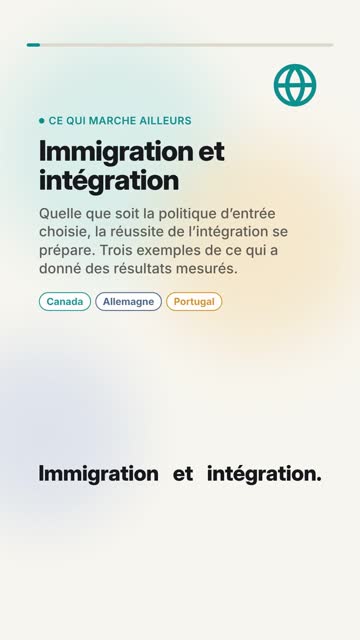 CE QUI MARCHE AILLEURS
Immigration et
intégration
Quelle que soit la politique d’entrée
choisie, la réussite de l’intégration se
prépare. Trois exemples de ce qui a
donné des résultats mesurés.
Canada Allemagne Portugal
Immigration et intégration.